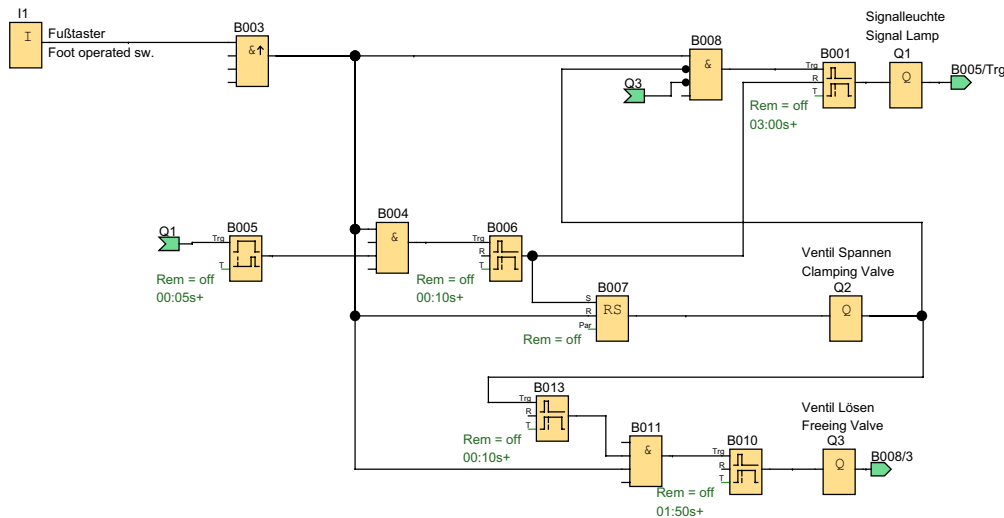 I1
I
Fußtaster
Foot operated sw.
B003
&↑
B008
&
Q3
Trg
R
T
B001
Rem = off
03:00s+
Signalleuchte
Signal Lamp
Q1
Q
B005/Trg
Q1
Trg
T
B005
Rem = off
00:05s+
B004
&
Trg
R
T
B006
Rem = off
00:10s+
S
R
Par
B007
RS
Rem = off
Ventil Spannen
Clamping Valve
Q2
Q
Trg
R
T
B013
Rem = off
00:10s+
B011
&
Trg
R
T
B010
Rem = off
01:50s+
Ventil Lösen
Freeing Valve
Q3
Q
B008/3